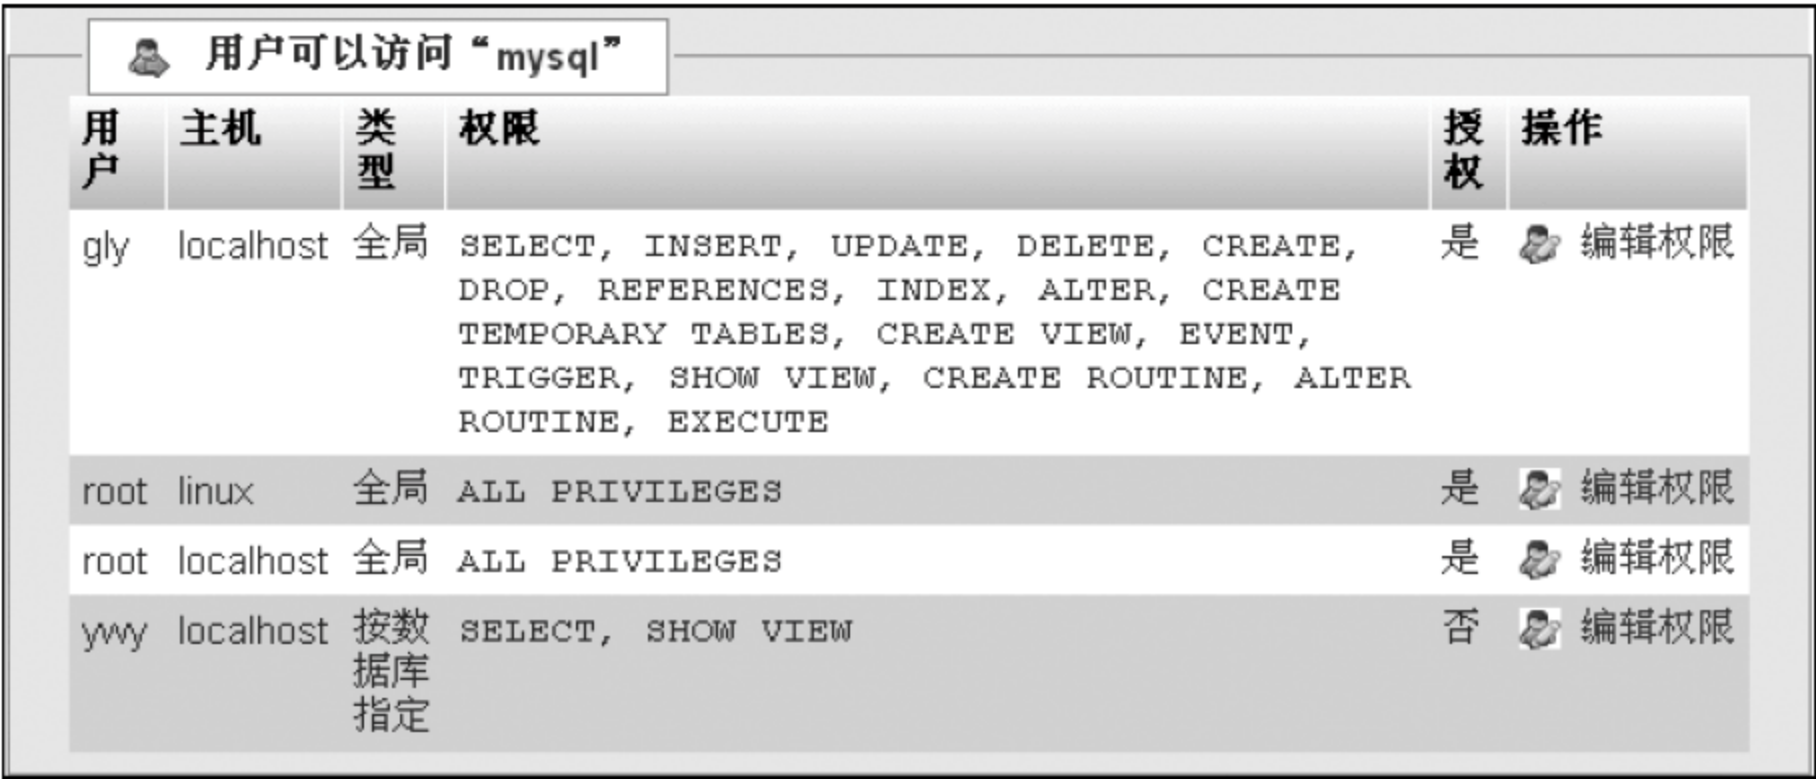 用户可以访问“mysql”
用户 主机 类型 权限 授权 操作
gly localhost 全局 SELECT, INSERT, UPDATE, DELETE, CREATE, 是 编辑权限
DROP, REFERENCES, INDEX, ALTER, CREATE
TEMPORARY TABLES, CREATE VIEW, EVENT,
TRIGGER, SHOW VIEW, CREATE ROUTINE, ALTER
ROUTINE, EXECUTE
root linux 全局 ALL PRIVILEGES 是 编辑权限
root localhost 全局 ALL PRIVILEGES 是 编辑权限
ywy localhost 按数 SELECT, SHOW VIEW 否 编辑权限
据库
指定